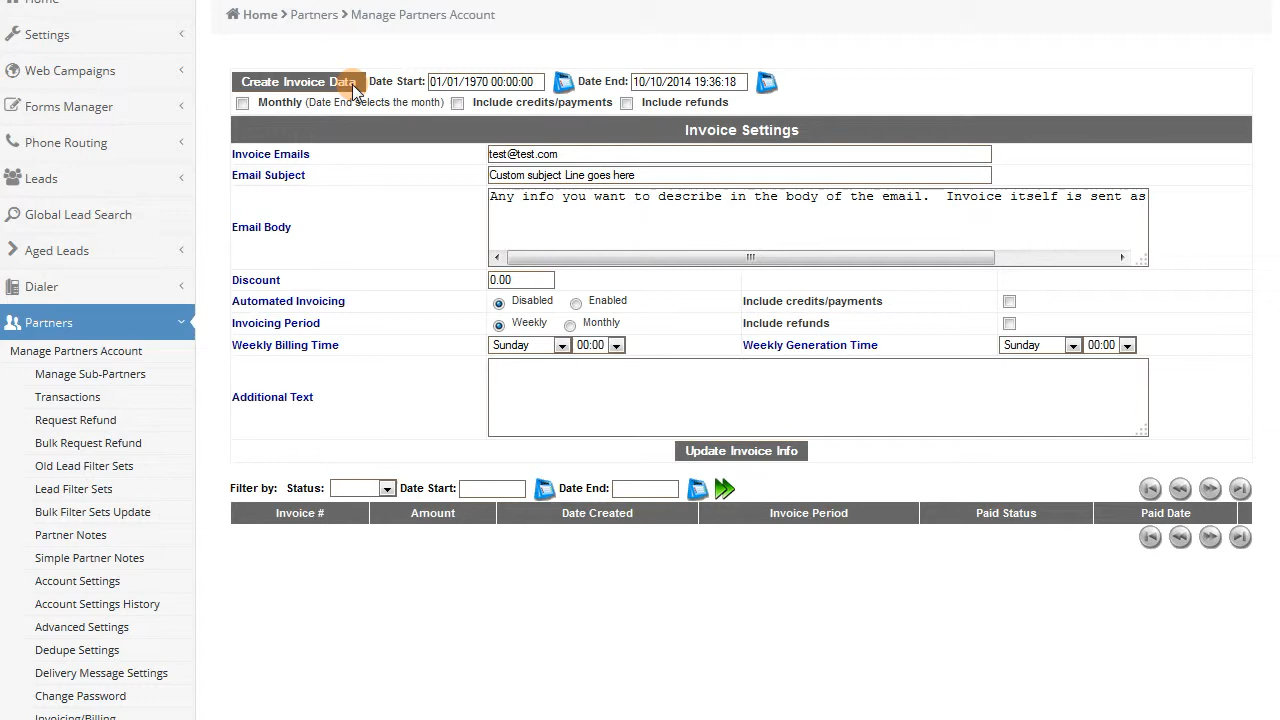 Home
Home > Partners > Manage Partners Account
Settings
Web Campaigns
Forms Manager
Phone Routing
Leads
Global Lead Search
Aged Leads
Dialer
Partners
Manage Partners Account
Manage Sub-Partners
Transactions
Request Refund
Bulk Request Refund
Old Lead Filter Sets
Lead Filter Sets
Bulk Filter Sets Update
Partner Notes
Simple Partner Notes
Account Settings
Account Settings History
Advanced Settings
Dedupe Settings
Delivery Message Settings
Change Password
Invoicing/Billing
Create Invoice Data Date Start: 01/01/1970 00:00:00 Date End: 10/10/2014 19:36:18
Monthly (Date End selects the month) Include credits/payments Include refunds
Invoice Settings
Invoice Emails test@test.com
Email Subject Custom subject Line goes here
Email Body Any info you want to describe in the body of the email. Invoice itself is sent as
Discount 0.00
Automated Invoicing Disabled Enabled Include credits/payments
Invoicing Period Weekly Monthly Include refunds
Weekly Billing Time Sunday 00:00 Weekly Generation Time Sunday 00:00
Additional Text
Update Invoice Info
Filter by: Status: Date Start: Date End:
Invoice # Amount Date Created Invoice Period Paid Status Paid Date